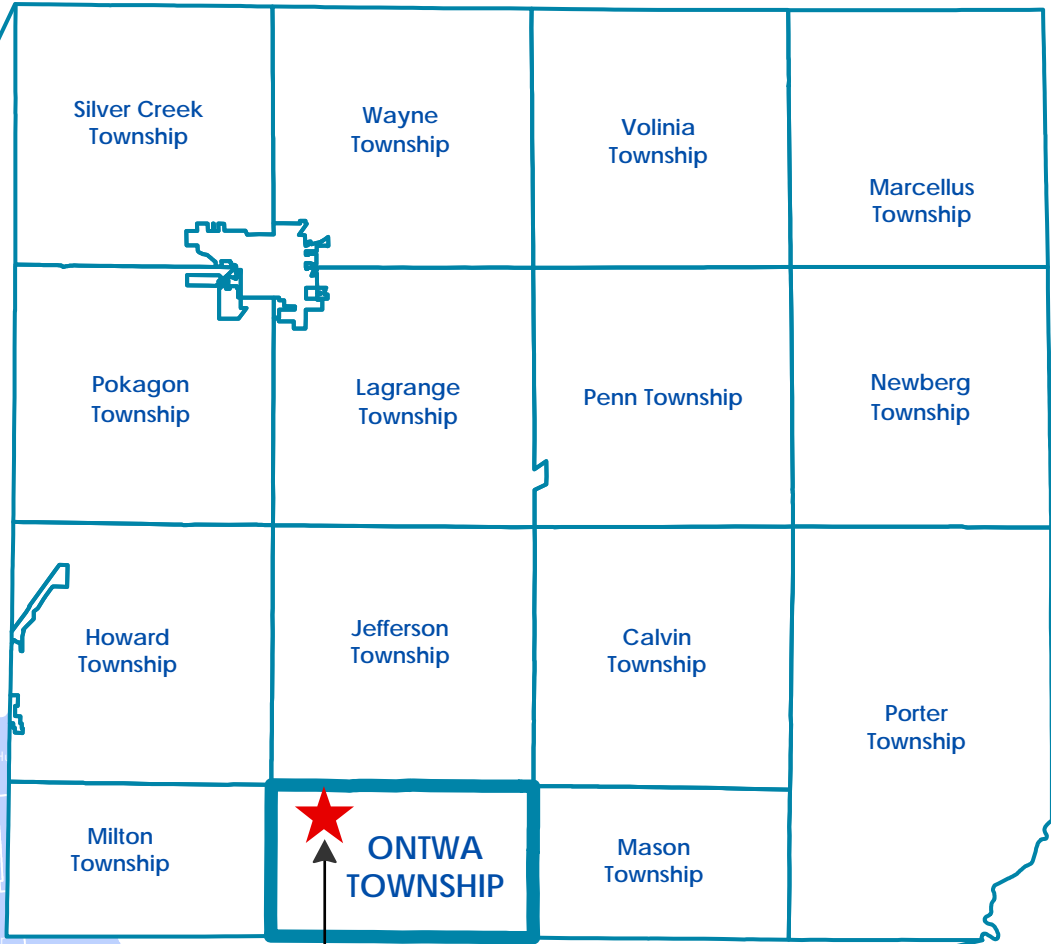 Silver Creek
Township
Wayne
Township
Volinia
Township
Marcellus
Township
Pokagon
Township
Lagrange
Township
Penn Township
Newberg
Township
Howard
Township
Jefferson
Township
Calvin
Township
Porter
Township
Milton
Township
ONTWA
TOWNSHIP
Mason
Township